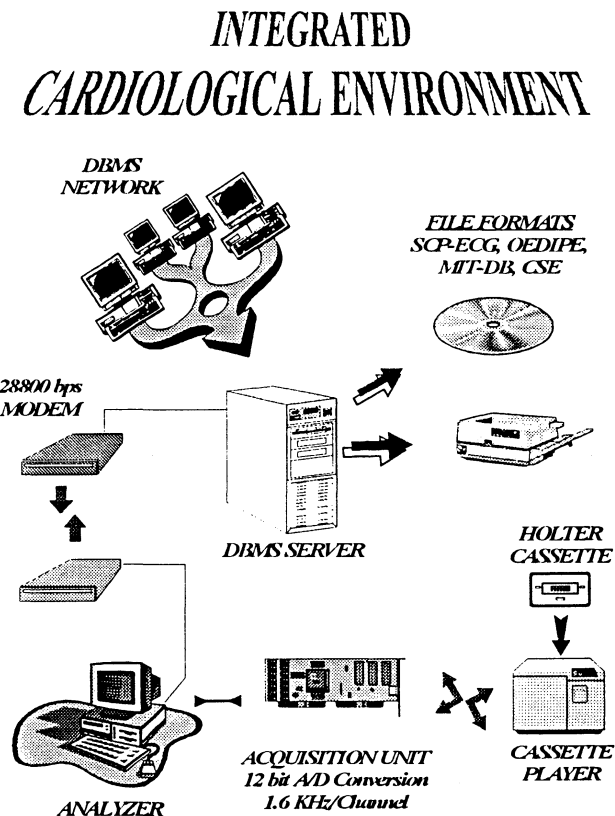 INTEGRATED
CARDIOLOGICAL ENVIRONMENT
DBMS
NETWORK
FILE FORMATS
SCP-ECG, OEDIPE,
MIT-DB, CSE
28800 bps
MODEM
DBMS SERVER
HOLTER
CASSETTE
ACQUISITION UNIT
12 bit A/D Conversion
1.6 KHz/Channel
CASSETTE
PLAYER
ANALYZER